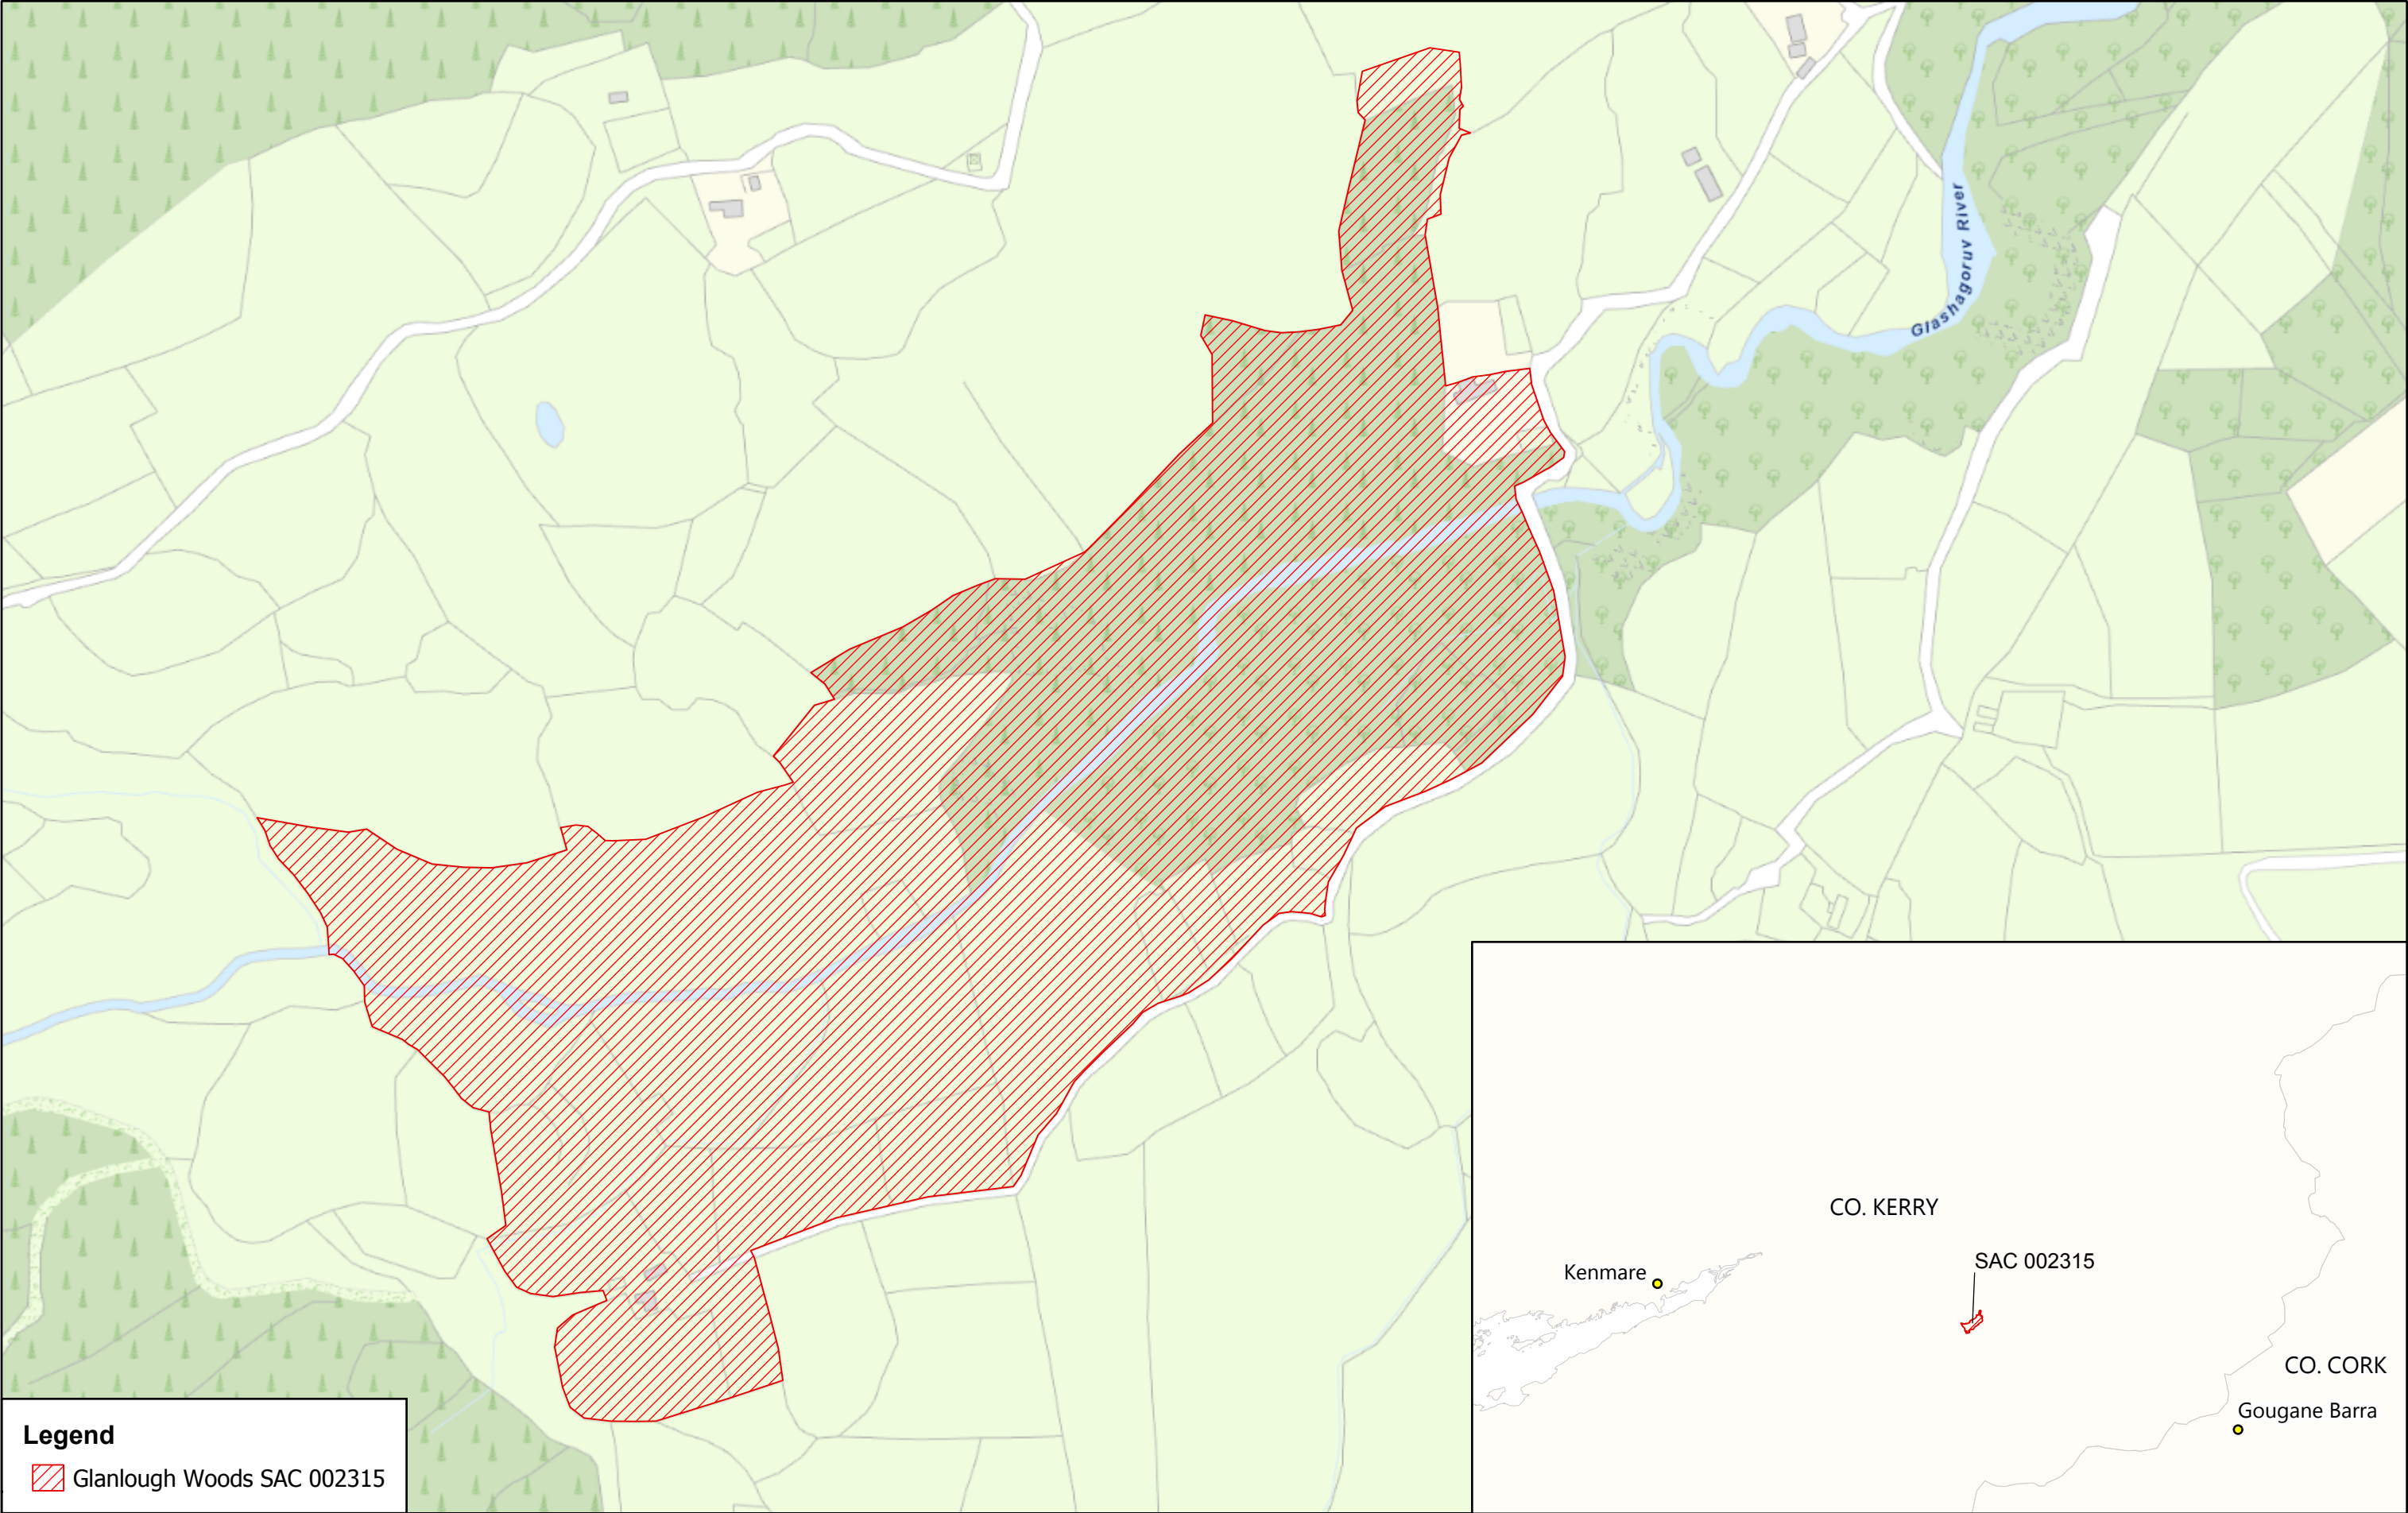 Glashagoruv River
CO. KERRY
SAC 002315
Kenmare
CO. CORK
Gougane Barra
Legend
Glanlough Woods SAC 002315